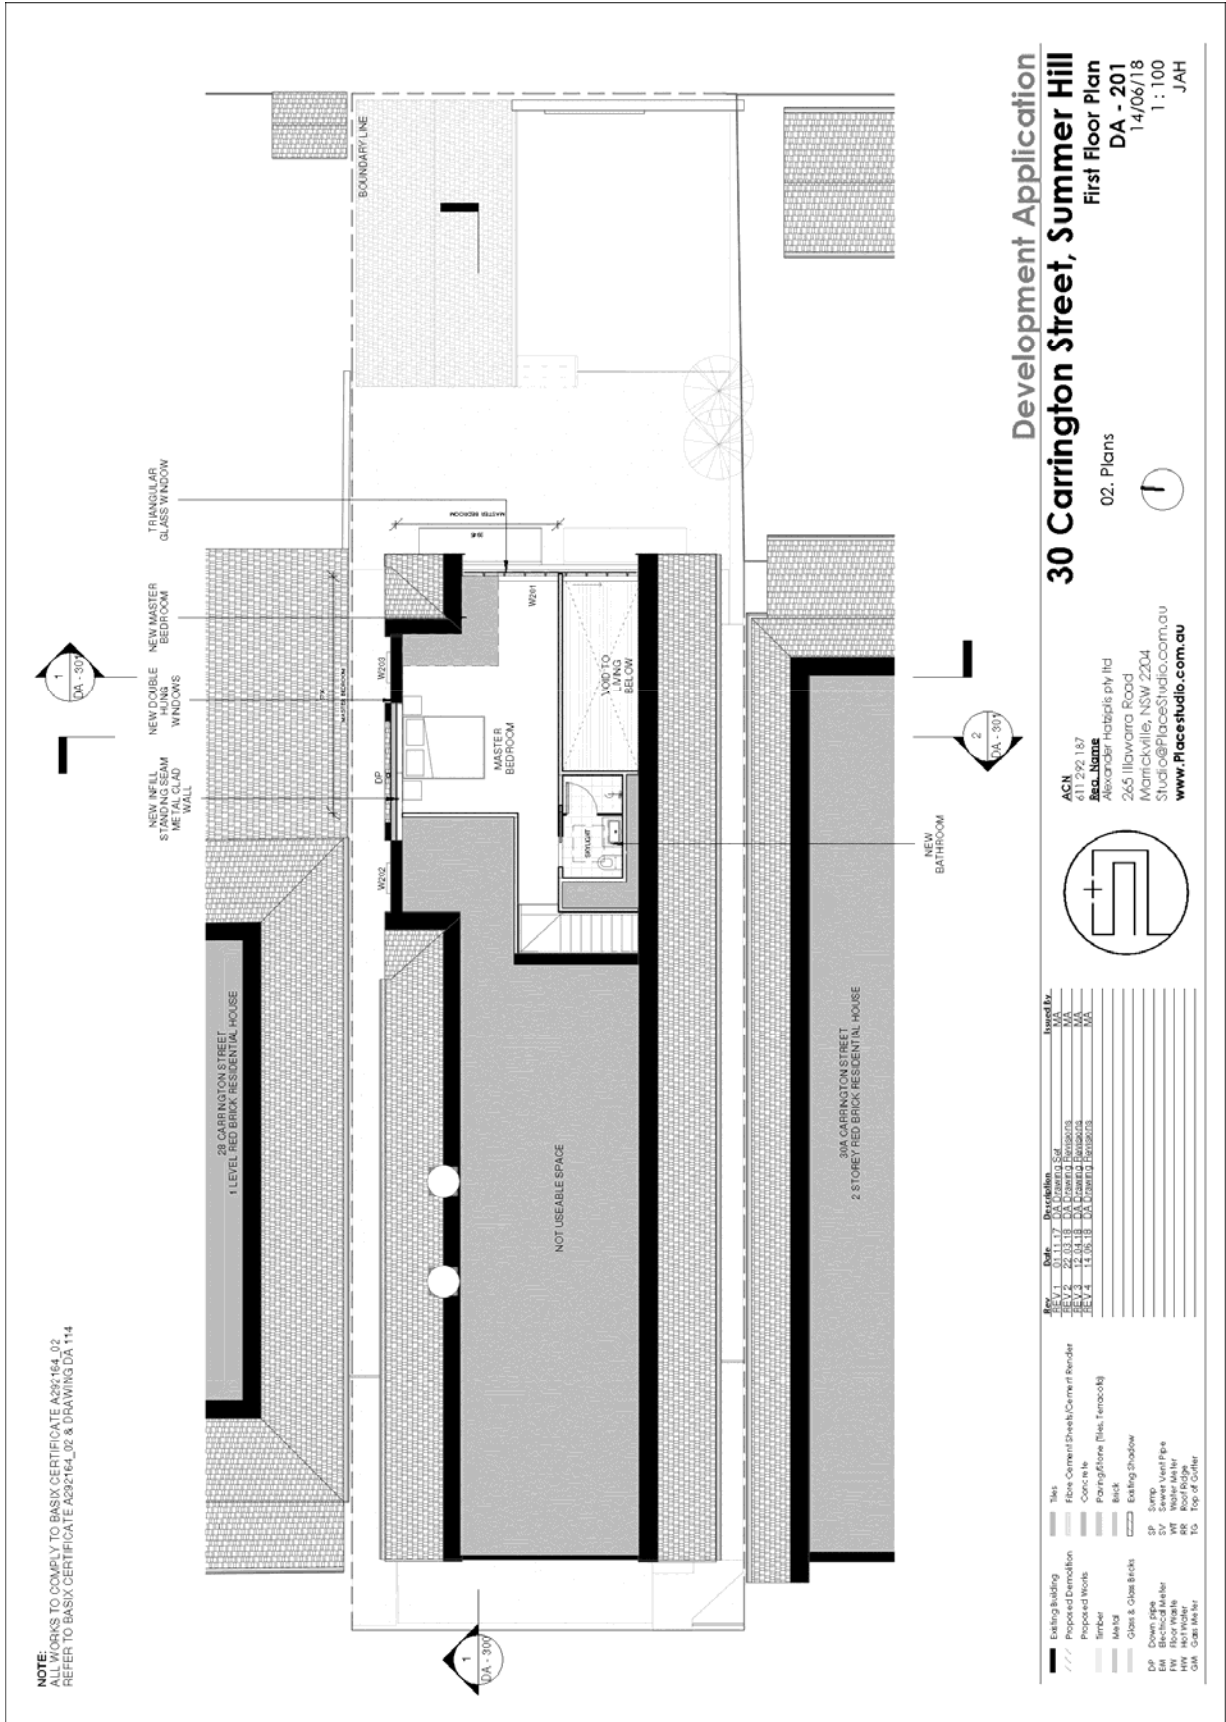 NOTE:
ALL WORKS TO COMPLY TO BASIX CERTIFICATE A292164_02
REFER TO BASIX CERTIFICATE A292164_02 & DRAWING DA 114
NEW INFILL
STANDING SEAM
METAL CLAD
WALL
NEW DOUBLE
HUNG
WINDOWS
NEW MASTER
BEDROOM
TRIANGULAR
GLASS WINDOW
1
DA - 301
BOUNDARY LINE
28 CARRINGTON STREET
1 LEVEL RED BRICK RESIDENTIAL HOUSE
MASTER BEDROOM
MASTER BEDROOM
W202
DP
W203
W201
MASTER
BEDROOM
VOID TO
LIVING
BELOW
SKYLIGHT
NOT USEABLE SPACE
1
DA - 300
30A CARRINGTON STREET
2 STOREY RED BRICK RESIDENTIAL HOUSE
NEW
BATHROOM
2
DA - 301
Existing Building
Proposed Demolition
Proposed Works
Timber
Metal
Glass & Glass Bricks
Tiles
Fibre Cement Sheets/Cement Render
Concrete
Paving/Stone (Tiles, Terracota)
Brick
Existing Shadow
DP Down pipe
EM Electrical Meter
FW Floor Waste
HW Hot Water
GM Gas Meter
SP Sump
SV Sewer Vent Pipe
WT Water Meter
RR Roof Ridge
TG Top of Gutter
Rev Date Description Issued By
REV 1 01.11.17 DA Drawing Set MA
REV 2 22.03.18 DA Drawing Revisions MA
REV 3 12.04.18 DA Drawing Revisions MA
REV 4 14.06.18 DA Drawing Revisions MA
ACN
611 292 187
Reg. Name
Alexander Hatziplis pty ltd
265 Illawarra Road
Marrickville, NSW 2204
Studio@PlaceStudio.com.au
www.Placestudio.com.au
Development Application
30 Carrington Street, Summer Hill
02. Plans
First Floor Plan
DA - 201
14/06/18
1 : 100
JAH